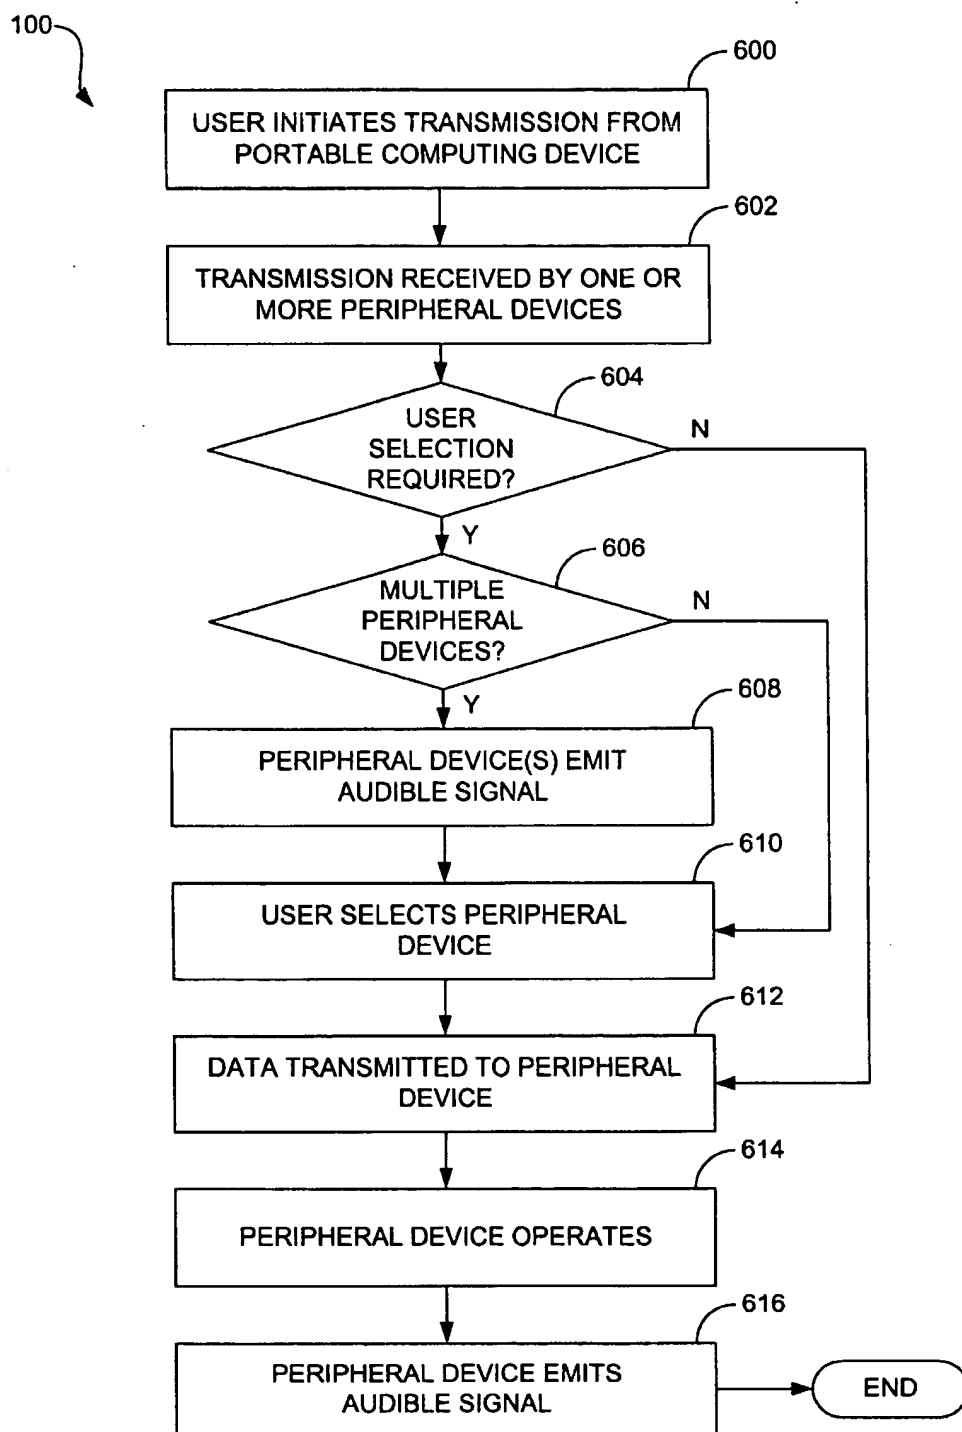 100
600
USER INITIATES TRANSMISSION FROM
PORTABLE COMPUTING DEVICE
602
TRANSMISSION RECEIVED BY ONE OR
MORE PERIPHERAL DEVICES
604
USER
SELECTION
REQUIRED?
N
Y
606
MULTIPLE
PERIPHERAL
DEVICES?
N
Y
608
PERIPHERAL DEVICE(S) EMIT
AUDIBLE SIGNAL
610
USER SELECTS PERIPHERAL
DEVICE
612
DATA TRANSMITTED TO PERIPHERAL
DEVICE
614
PERIPHERAL DEVICE OPERATES
616
PERIPHERAL DEVICE EMITS
AUDIBLE SIGNAL
END